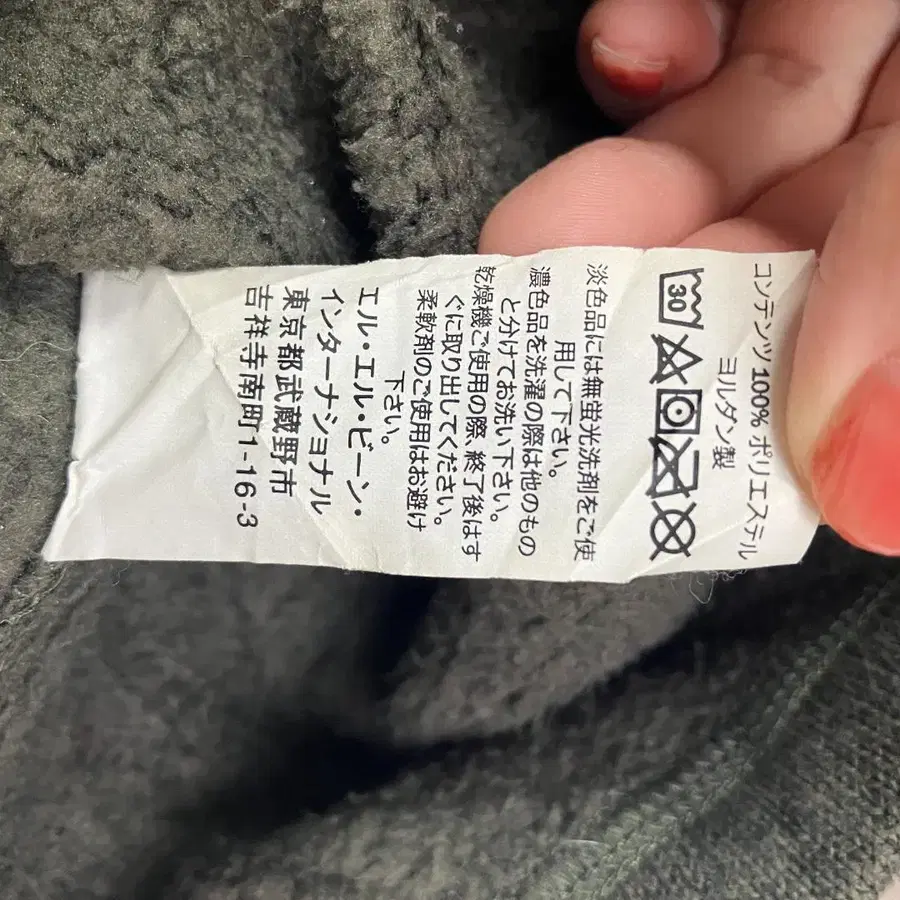 コンテンツ 100% ポリエステル
ヨルダン製
30
淡色品には無蛍光洗剤をご使
用して下さい。
濃色品を洗濯の際は他のもの
と分けてお洗い下さい。
乾燥機ご使用の際、終了後はす
ぐに取り出してください。
柔軟剤のご使用はお避け
下さい。
エル・エル・ビーン・
インターナショナル
東京都武蔵野市
吉祥寺南町1-16-3